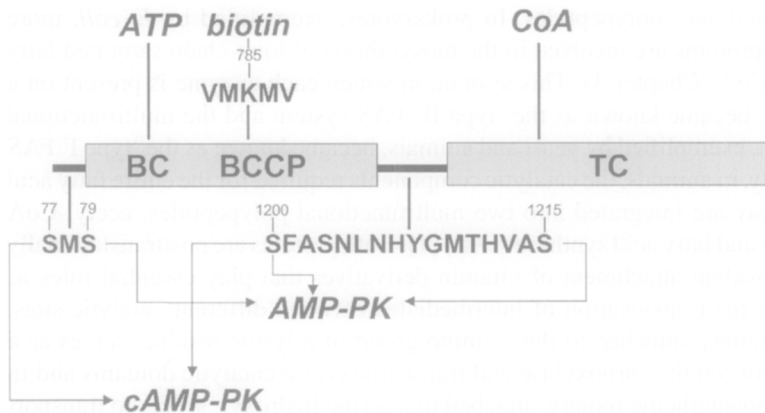 ATP biotin CoA
785
VMKMV
BC BCCP TC
77 79 1200 1215
SMS SFASNLNHYGMTHVAS
AMP-PK
cAMP-PK